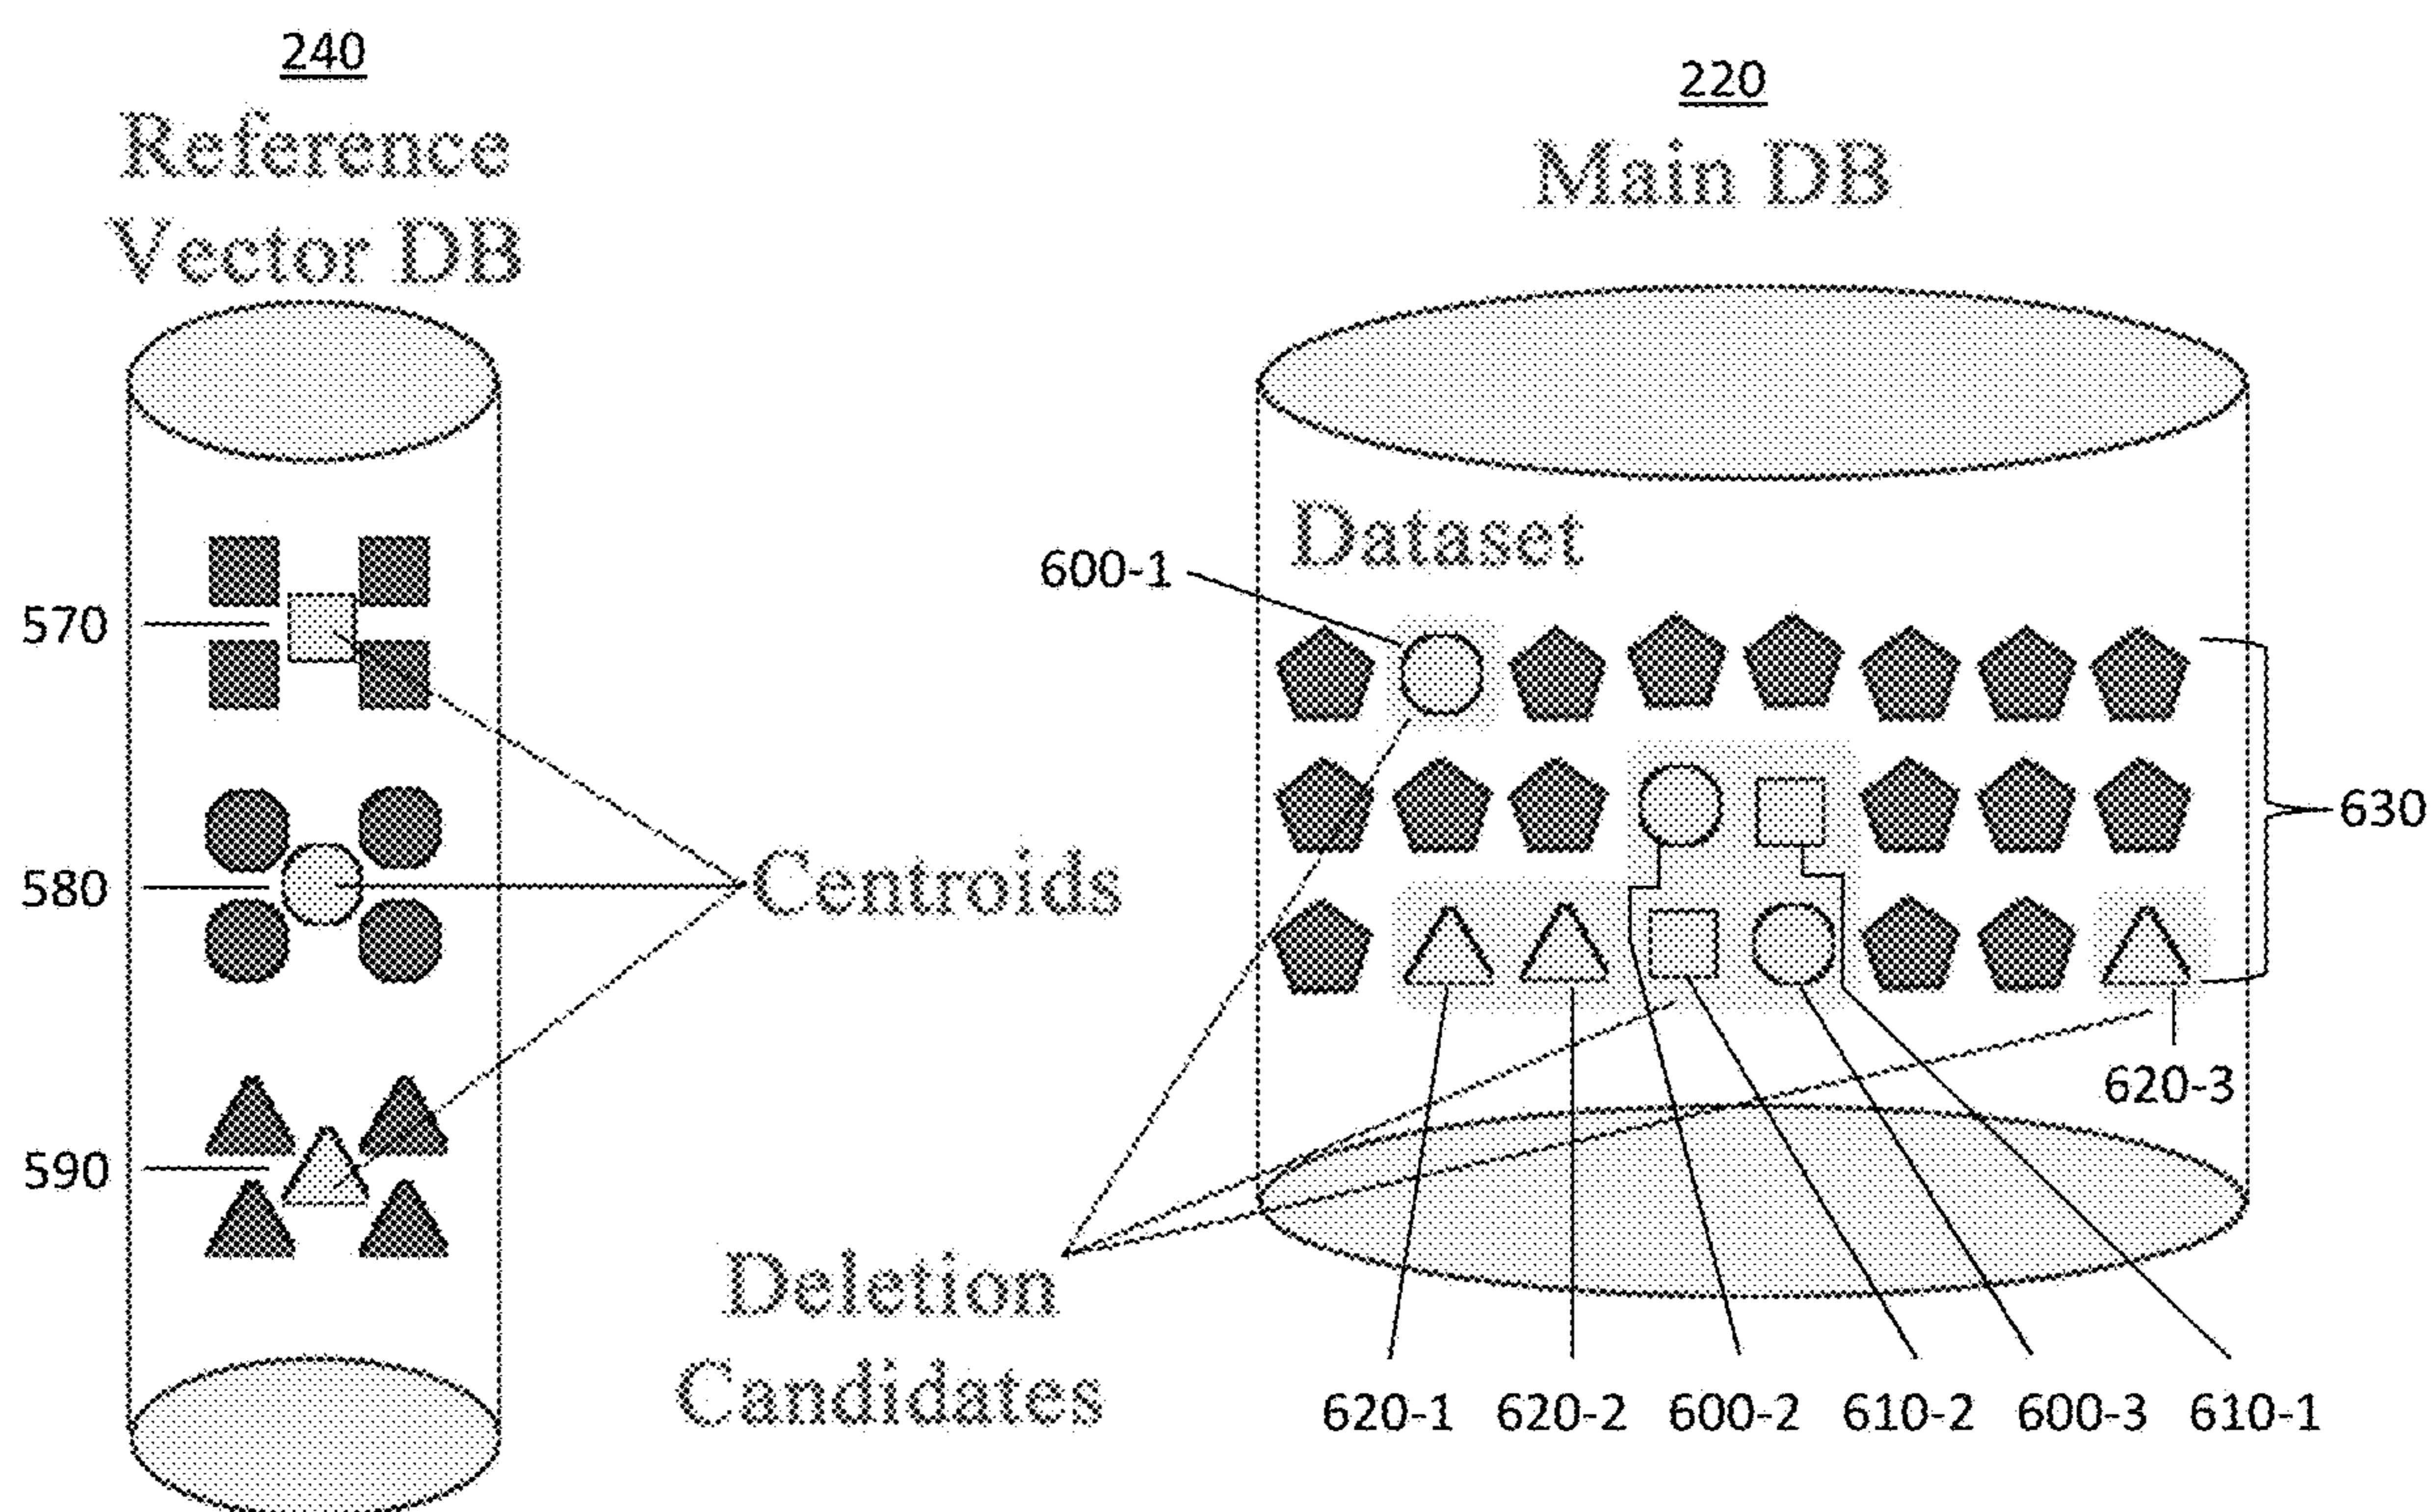 240
Reference
Vector DB
220
Main DB
Dataset
600-1
570
580
590
Centroids
630
620-3
Deletion
Candidates
620-1 620-2 600-2 610-2 600-3 610-1